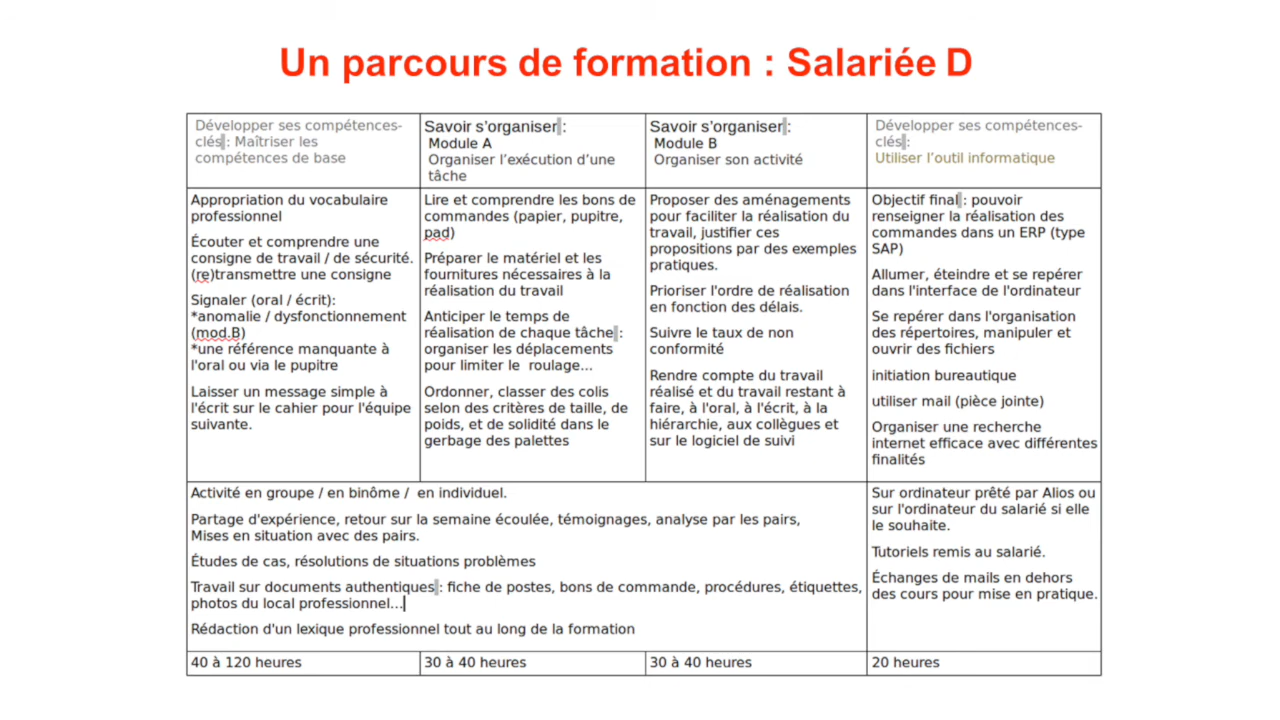 Un parcours de formation : Salariée D
Développer ses compétences-
clés : Maîtriser les
compétences de base
Savoir s'organiser :
Module A
Organiser l'exécution d'une
tâche
Savoir s'organiser :
Module B
Organiser son activité
Développer ses compétences-
clés :
Utiliser l'outil informatique
Appropriation du vocabulaire
professionnel
Écouter et comprendre une
consigne de travail / de sécurité.
(re)transmettre une consigne
Signaler (oral / écrit):
*anomalie / dysfonctionnement
(mod.B)
*une référence manquante à
l'oral ou via le pupitre
Laisser un message simple à
l'écrit sur le cahier pour l'équipe
suivante.
Lire et comprendre les bons de
commandes (papier, pupitre,
pad)
Préparer le matériel et les
fournitures nécessaires à la
réalisation du travail
Anticiper le temps de
réalisation de chaque tâche :
organiser les déplacements
pour limiter le roulage...
Ordonner, classer des colis
selon des critères de taille, de
poids, et de solidité dans le
gerbage des palettes
Proposer des aménagements
pour faciliter la réalisation du
travail, justifier ces
propositions par des exemples
pratiques.
Prioriser l'ordre de réalisation
en fonction des délais.
Suivre le taux de non
conformité
Rendre compte du travail
réalisé et du travail restant à
faire, à l'oral, à l'écrit, à la
hiérarchie, aux collègues et
sur le logiciel de suivi
Objectif final : pouvoir
renseigner la réalisation des
commandes dans un ERP (type
SAP)
Allumer, éteindre et se repérer
dans l'interface de l'ordinateur
Se repérer dans l'organisation
des répertoires, manipuler et
ouvrir des fichiers
initiation bureautique
utiliser mail (pièce jointe)
Organiser une recherche
internet efficace avec différentes
finalités
Activité en groupe / en binôme / en individuel.
Partage d'expérience, retour sur la semaine écoulée, témoignages, analyse par les pairs,
Mises en situation avec des pairs.
Études de cas, résolutions de situations problèmes
Travail sur documents authentiques : fiche de postes, bons de commande, procédures, étiquettes,
photos du local professionnel...
Rédaction d'un lexique professionnel tout au long de la formation
Sur ordinateur prêté par Alios ou
sur l'ordinateur du salarié si elle
le souhaite.
Tutoriels remis au salarié.
Échanges de mails en dehors
des cours pour mise en pratique.
40 à 120 heures
30 à 40 heures
30 à 40 heures
20 heures